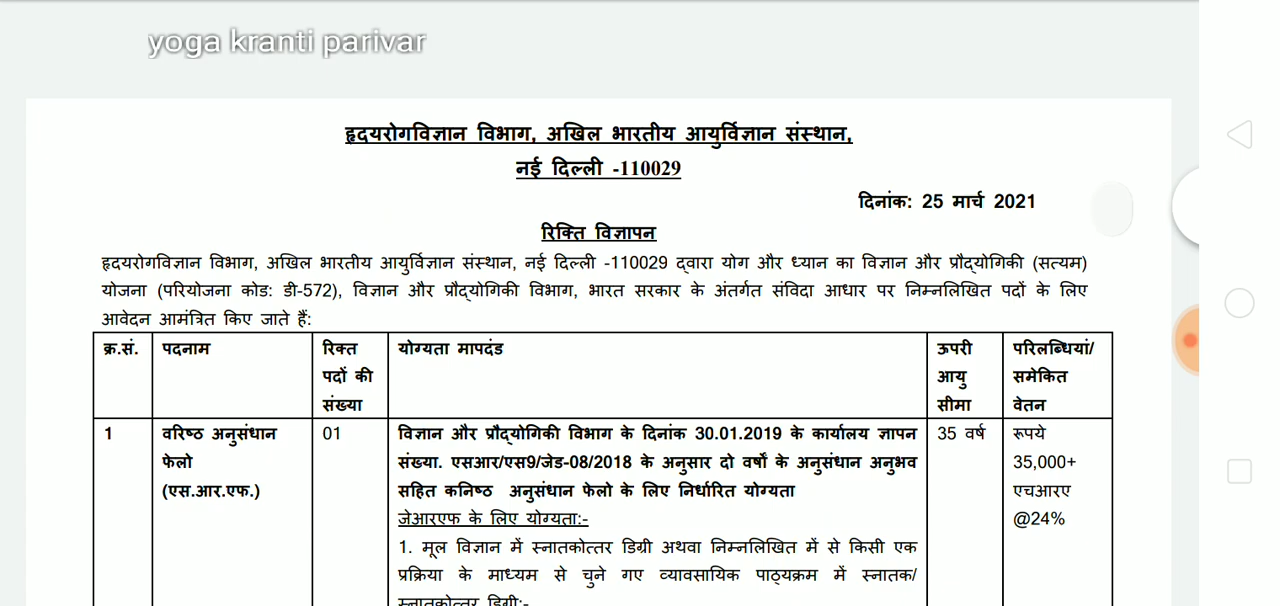 yoga kranti parivar
हृदयरोगविज्ञान विभाग, अखिल भारतीय आयुर्विज्ञान संस्थान,
नई दिल्ली -110029
दिनांक: 25 मार्च 2021
रिक्ति विज्ञापन
हृदयरोगविज्ञान विभाग, अखिल भारतीय आयुर्विज्ञान संस्थान, नई दिल्ली -110029 द्वारा योग और ध्यान का विज्ञान और प्रौद्योगिकी (सत्यम)
योजना (परियोजना कोड: डी-572), विज्ञान और प्रौद्योगिकी विभाग, भारत सरकार के अंतर्गत संविदा आधार पर निम्नलिखित पदों के लिए
आवेदन आमंत्रित किए जाते हैं:
क्र.सं.
पदनाम
रिक्त
पदों की
संख्या
योग्यता मापदंड
ऊपरी
आयु
सीमा
परिलब्धियां/
समेकित
वेतन
1
वरिष्ठ अनुसंधान
फेलो
(एस.आर.एफ.)
01
विज्ञान और प्रौद्योगिकी विभाग के दिनांक 30.01.2019 के कार्यालय ज्ञापन
संख्या. एसआर/एस9/जेड-08/2018 के अनुसार दो वर्षों के अनुसंधान अनुभव
सहित कनिष्ठ अनुसंधान फेलो के लिए निर्धारित योग्यता
जेआरएफ के लिए योग्यता:-
1. मूल विज्ञान में स्नातकोत्तर डिग्री अथवा निम्नलिखित में से किसी एक
प्रक्रिया के माध्यम से चुने गए व्यावसायिक पाठ्यक्रम में स्नातक/
स्नातकोत्तर डिग्री:-
35 वर्ष
रूपये
35,000+
एचआरए
@24%